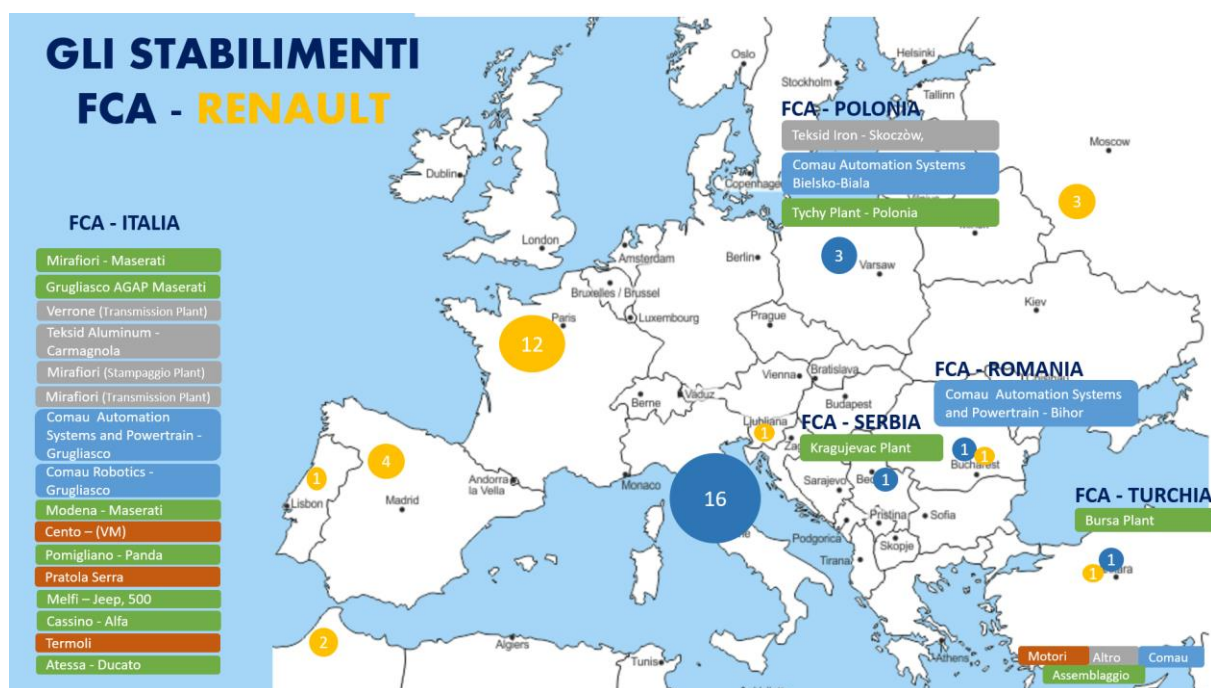 GLI STABILIMENTI
FCA - RENAULT
FCA - ITALIA
Mirafiori - Maserati
Grugliasco AGAP Maserati
Verrone (Transmission Plant)
Teksid Aluminum -
Carmagnola
Mirafiori (Stampaggio Plant)
Mirafiori (Transmission Plant)
Comau Automation
Systems and Powertrain -
Grugliasco
Comau Robotics -
Grugliasco
Modena - Maserati
Cento – (VM)
Pomigliano - Panda
Pratola Serra
Melfi – Jeep, 500
Cassino - Alfa
Termoli
Atessa - Ducato
FCA - POLONIA
Teksid Iron - Skoczòw,
Comau Automation Systems
Bielsko-Biala
Tychy Plant - Polonia
FCA - ROMANIA
Comau Automation Systems
and Powertrain - Bihor
FCA - SERBIA
Kragujevac Plant
FCA - TURCHIA
Bursa Plant
Oslo
Helsinki
Stockholm
Tallinn
Moscow
Dublin
Copenhage
3
London
Amsterdam
Berlin
3
Warsaw
Bruxelles / Brussel
Kiev
Paris
Luxembourg
Prague
12
Vienna
Bratislava
Berne
Vaduz
Budapest
Ljubljana
1
Zag
4
1
1
1
Bucharest
Andorra
la Vella
Monaco
Bec
1
Lisbon
Madrid
16
Sarajevo
Pristina
Sofia
Podgorica
Skopje
Tirana
1
1
2
Algiers
Tunis
Athens
Motori
Altro
Comau
Assemblaggio